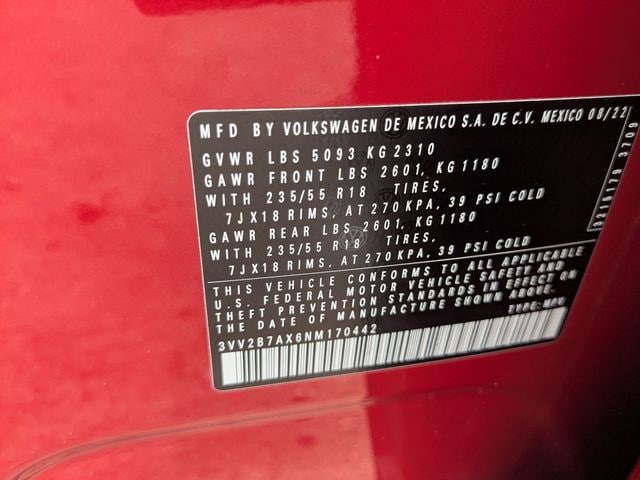 MFD BY VOLKSWAGEN DE MEXICO S.A. DE C.V. MEXICO 08/22
GVWR LBS 5093 KG 2310
GAWR FRONT LBS 2601, KG 1180
WITH 235/55 R18 TIRES,
7JX18 RIMS, AT 270 KPA, 39 PSI COLD
GAWR REAR LBS 2601, KG 1180
WITH 235/55 R18 TIRES,
7JX18 RIMS, AT 270 KPA, 39 PSI COLD
THIS VEHICLE CONFORMS TO ALL APPLICABLE
U.S. FEDERAL MOTOR VEHICLE SAFETY AND
THEFT PREVENTION STANDARDS IN EFFECT ON
THE DATE OF MANUFACTURE SHOWN ABOVE.
3VV2B7AX6NM170442 TYPE: MPV
3216179 3709